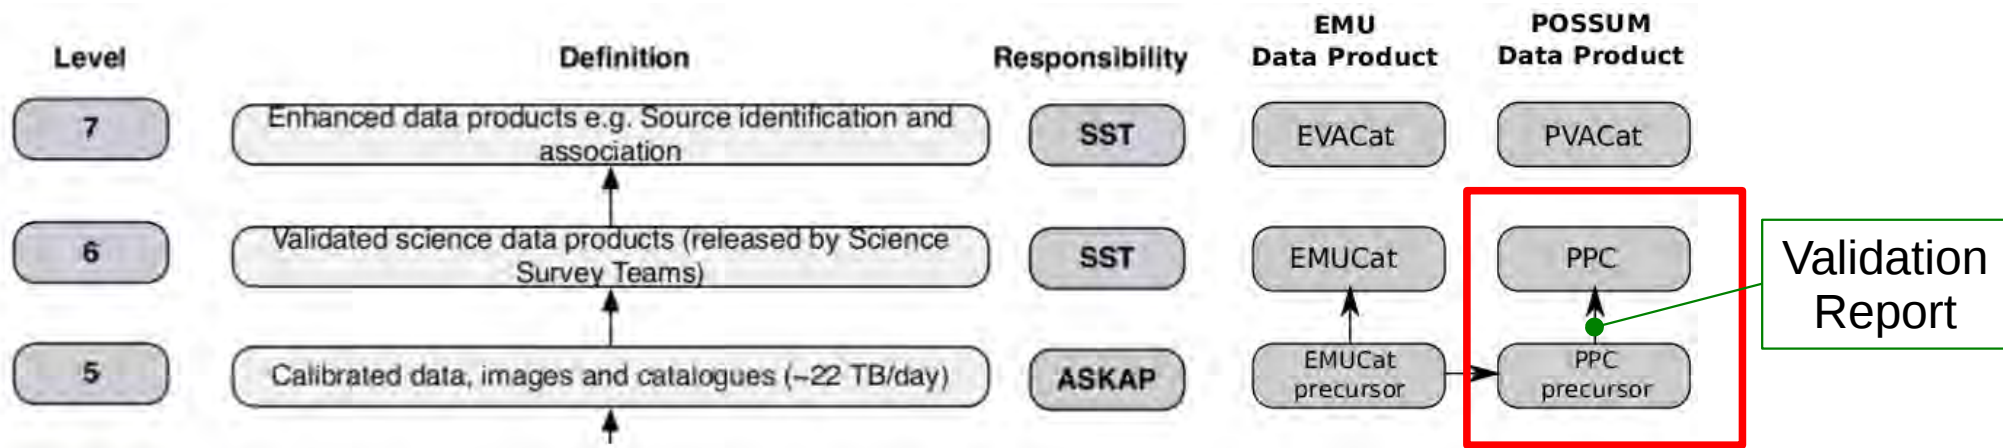 Level
Definition
Responsibility
EMU
Data Product
POSSUM
Data Product
7
Enhanced data products e.g. Source identification and
association
SST
EVACat
PVACat
6
Validated science data products (released by Science
Survey Teams)
SST
EMUCat
PPC
Validation
Report
5
Calibrated data, images and catalogues (~22 TB/day)
ASKAP
EMUCat
precursor
PPC
precursor